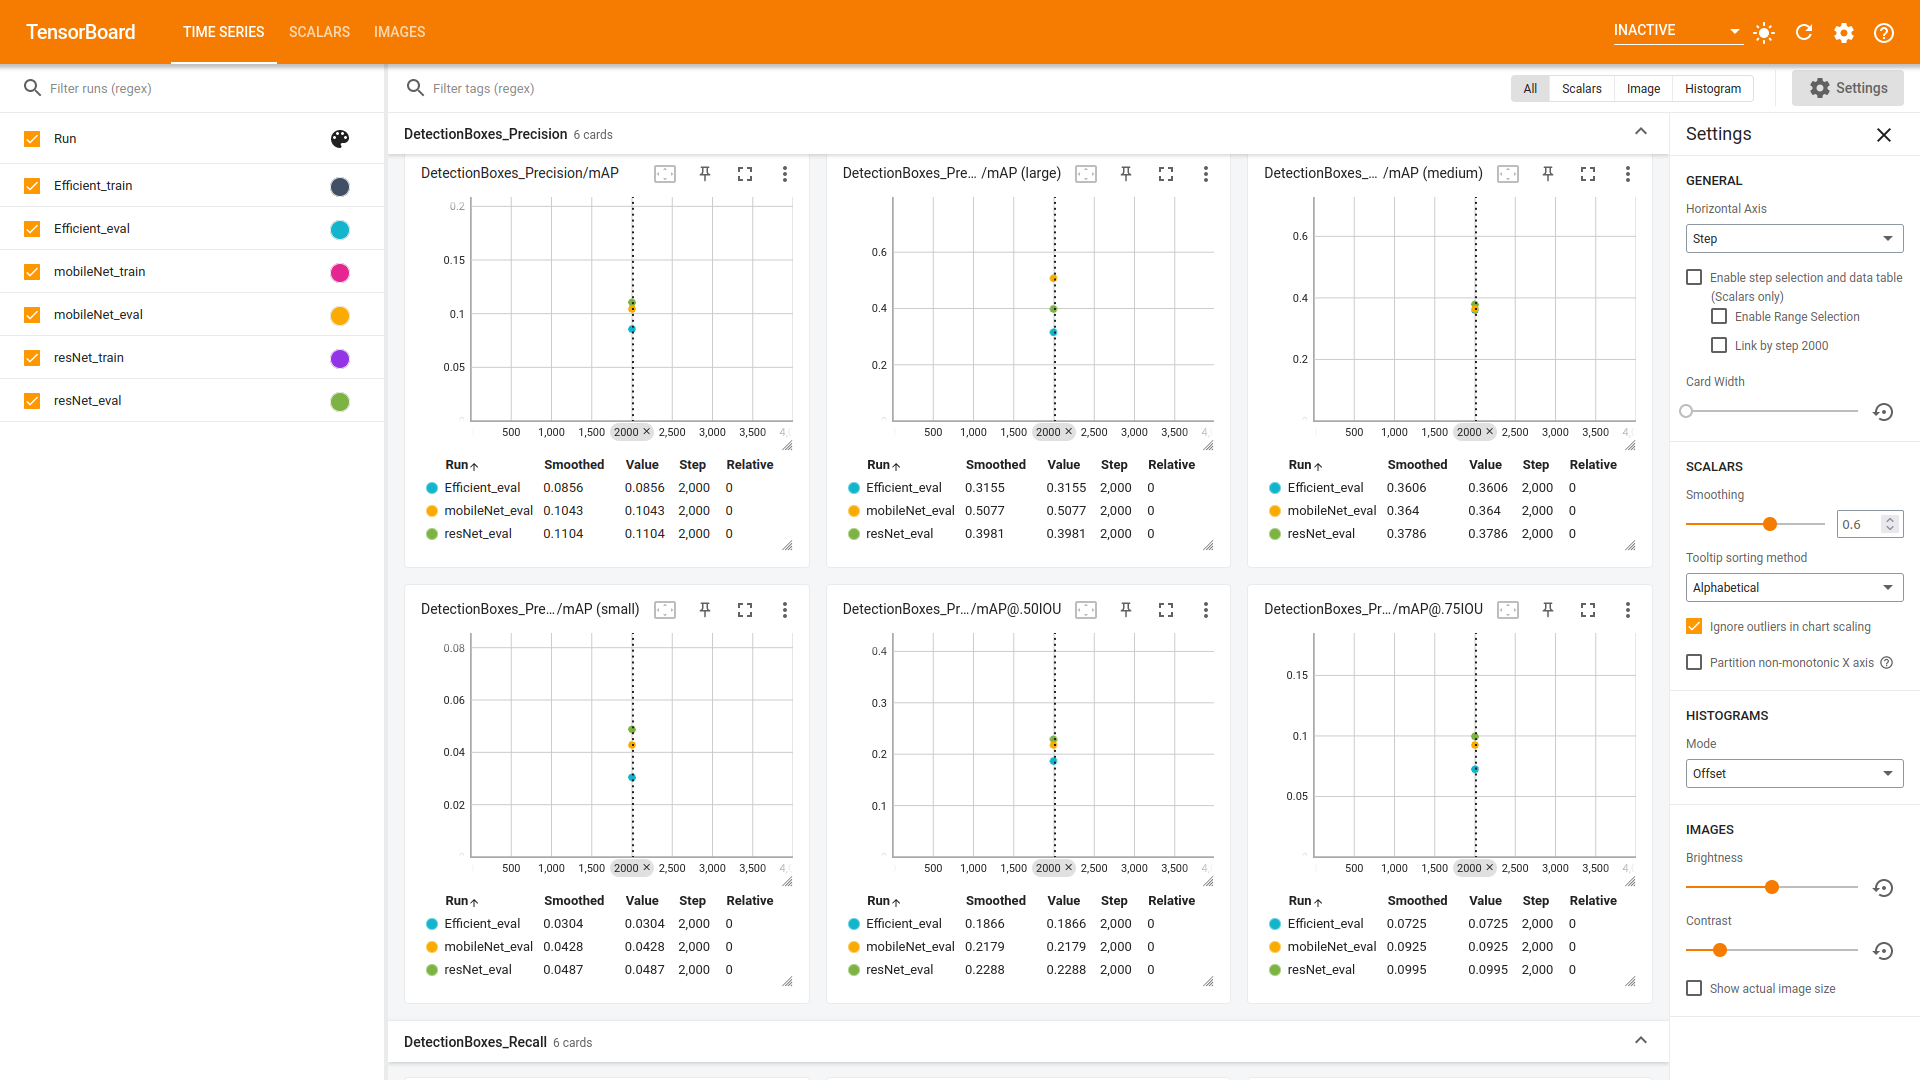 TensorBoard
TIME SERIES
SCALARS
IMAGES
INACTIVE
Filter runs (regex)
Filter tags (regex)
All
Scalars
Image
Histogram
Settings
Run
Efficient_train
Efficient_eval
mobileNet_train
mobileNet_eval
resNet_train
resNet_eval
DetectionBoxes_Precision 6 cards
DetectionBoxes_Precision/mAP
0.2
0.15
0.1
0.05
0
500 1,000 1,500 2000 ✕ 2,500 3,000 3,500 4,
Run↑ Smoothed Value Step Relative
Efficient_eval 0.0856 0.0856 2,000 0
mobileNet_eval 0.1043 0.1043 2,000 0
resNet_eval 0.1104 0.1104 2,000 0
DetectionBoxes_Pre… /mAP (large)
0.6
0.4
0.2
500 1,000 1,500 2000 ✕ 2,500 3,000 3,500 4,
Run↑ Smoothed Value Step Relative
Efficient_eval 0.3155 0.3155 2,000 0
mobileNet_eval 0.5077 0.5077 2,000 0
resNet_eval 0.3981 0.3981 2,000 0
DetectionBoxes_… /mAP (medium)
0.6
0.4
0.2
500 1,000 1,500 2000 ✕ 2,500 3,000 3,500 4,
Run↑ Smoothed Value Step Relative
Efficient_eval 0.3606 0.3606 2,000 0
mobileNet_eval 0.364 0.364 2,000 0
resNet_eval 0.3786 0.3786 2,000 0
DetectionBoxes_Pre…/mAP (small)
0.08
0.06
0.04
0.02
500 1,000 1,500 2000 ✕ 2,500 3,000 3,500 4,
Run↑ Smoothed Value Step Relative
Efficient_eval 0.0304 0.0304 2,000 0
mobileNet_eval 0.0428 0.0428 2,000 0
resNet_eval 0.0487 0.0487 2,000 0
DetectionBoxes_Pr…/mAP@.50IOU
0.4
0.3
0.2
0.1
500 1,000 1,500 2000 ✕ 2,500 3,000 3,500 4,
Run↑ Smoothed Value Step Relative
Efficient_eval 0.1866 0.1866 2,000 0
mobileNet_eval 0.2179 0.2179 2,000 0
resNet_eval 0.2288 0.2288 2,000 0
DetectionBoxes_Pr…/mAP@.75IOU
0.15
0.1
0.05
500 1,000 1,500 2000 ✕ 2,500 3,000 3,500 4,
Run↑ Smoothed Value Step Relative
Efficient_eval 0.0725 0.0725 2,000 0
mobileNet_eval 0.0925 0.0925 2,000 0
resNet_eval 0.0995 0.0995 2,000 0
DetectionBoxes_Recall 6 cards
Settings
GENERAL
Horizontal Axis
Step
Enable step selection and data table
(Scalars only)
Enable Range Selection
Link by step 2000
Card Width
SCALARS
Smoothing
0.6
Tooltip sorting method
Alphabetical
Ignore outliers in chart scaling
Partition non-monotonic X axis
HISTOGRAMS
Mode
Offset
IMAGES
Brightness
Contrast
Show actual image size